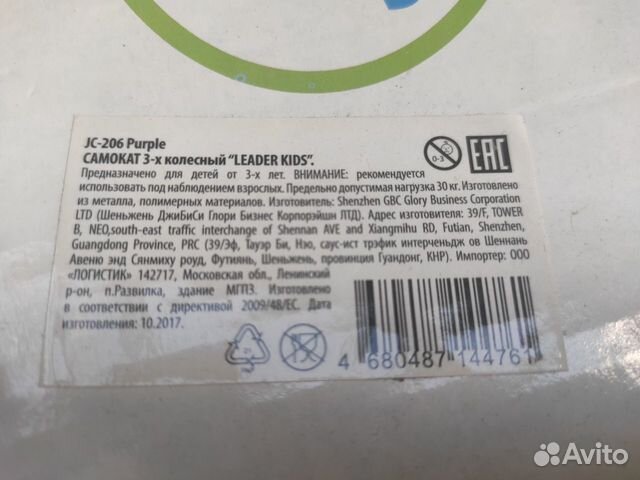 JC-206 Purple
САМОКАТ 3-х колесный "LEADER KIDS".
Предназначено для детей от 3-х лет. ВНИМАНИЕ: рекомендуется
использовать под наблюдением взрослых. Предельно допустимая нагрузка 30 кг. Изготовлено
из металла, полимерных материалов. Изготовитель: Shenzhen GBC Glory Business Corporation
LTD (Шеньжень ДжиБиСи Глори Бизнес Корпорэйшн ЛТД). Адрес изготовителя: 39/F, TOWER
B, NEO,south-east traffic interchange of Shennan AVE and Xiangmihu RD, Futian, Shenzhen,
Guangdong Province, PRC (39/Эф, Тауэр Би, Нэо, саус-ист трэфик интерченьдж ов Шеннань
Авеню энд Сянмиху роуд, Футиянь, Шеньжень, провинция Гуандонг, КНР). Импортер: ООО
«ЛОГИСТИК» 142717, Московская обл., Ленинский
р-он, п.Развилка, здание МГПЗ. Изготовлено
в соответствии с директивой 2009/48/ЕС. Дата
изготовления: 10.2017.
0-3
EAC
21
4 680487 144761
Avito